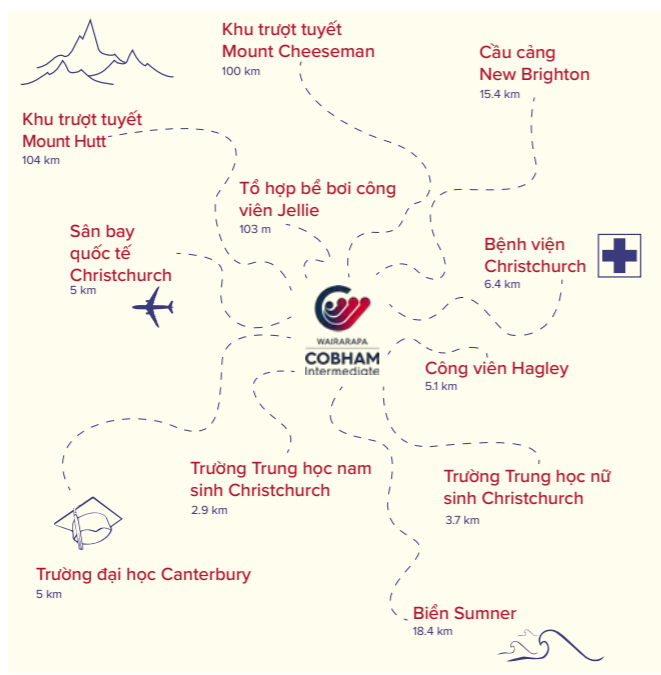 Khu trượt tuyết
Mount Cheeseman
100 km
Cầu cảng
New Brighton
15.4 km
Khu trượt tuyết
Mount Hutt
104 km
Tổ hợp bể bơi công
viên Jellie
103 m
Sân bay
quốc tế
Christchurch
5 km
Bệnh viện
Christchurch
6.4 km
WAIRARAPA
COBHAM
Intermediate
Công viên Hagley
5.1 km
Trường Trung học nam
sinh Christchurch
2.9 km
Trường Trung học nữ
sinh Christchurch
3.7 km
Trường đại học Canterbury
5 km
Biển Sumner
18.4 km